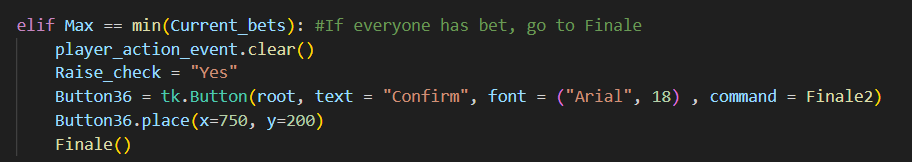 elif Max == min(Current_bets): #If everyone has bet, go to Finale
player_action_event.clear()
Raise_check = "Yes"
Button36 = tk.Button(root, text = "Confirm", font = ("Arial", 18) , command = Finale2)
Button36.place(x=750, y=200)
Finale()